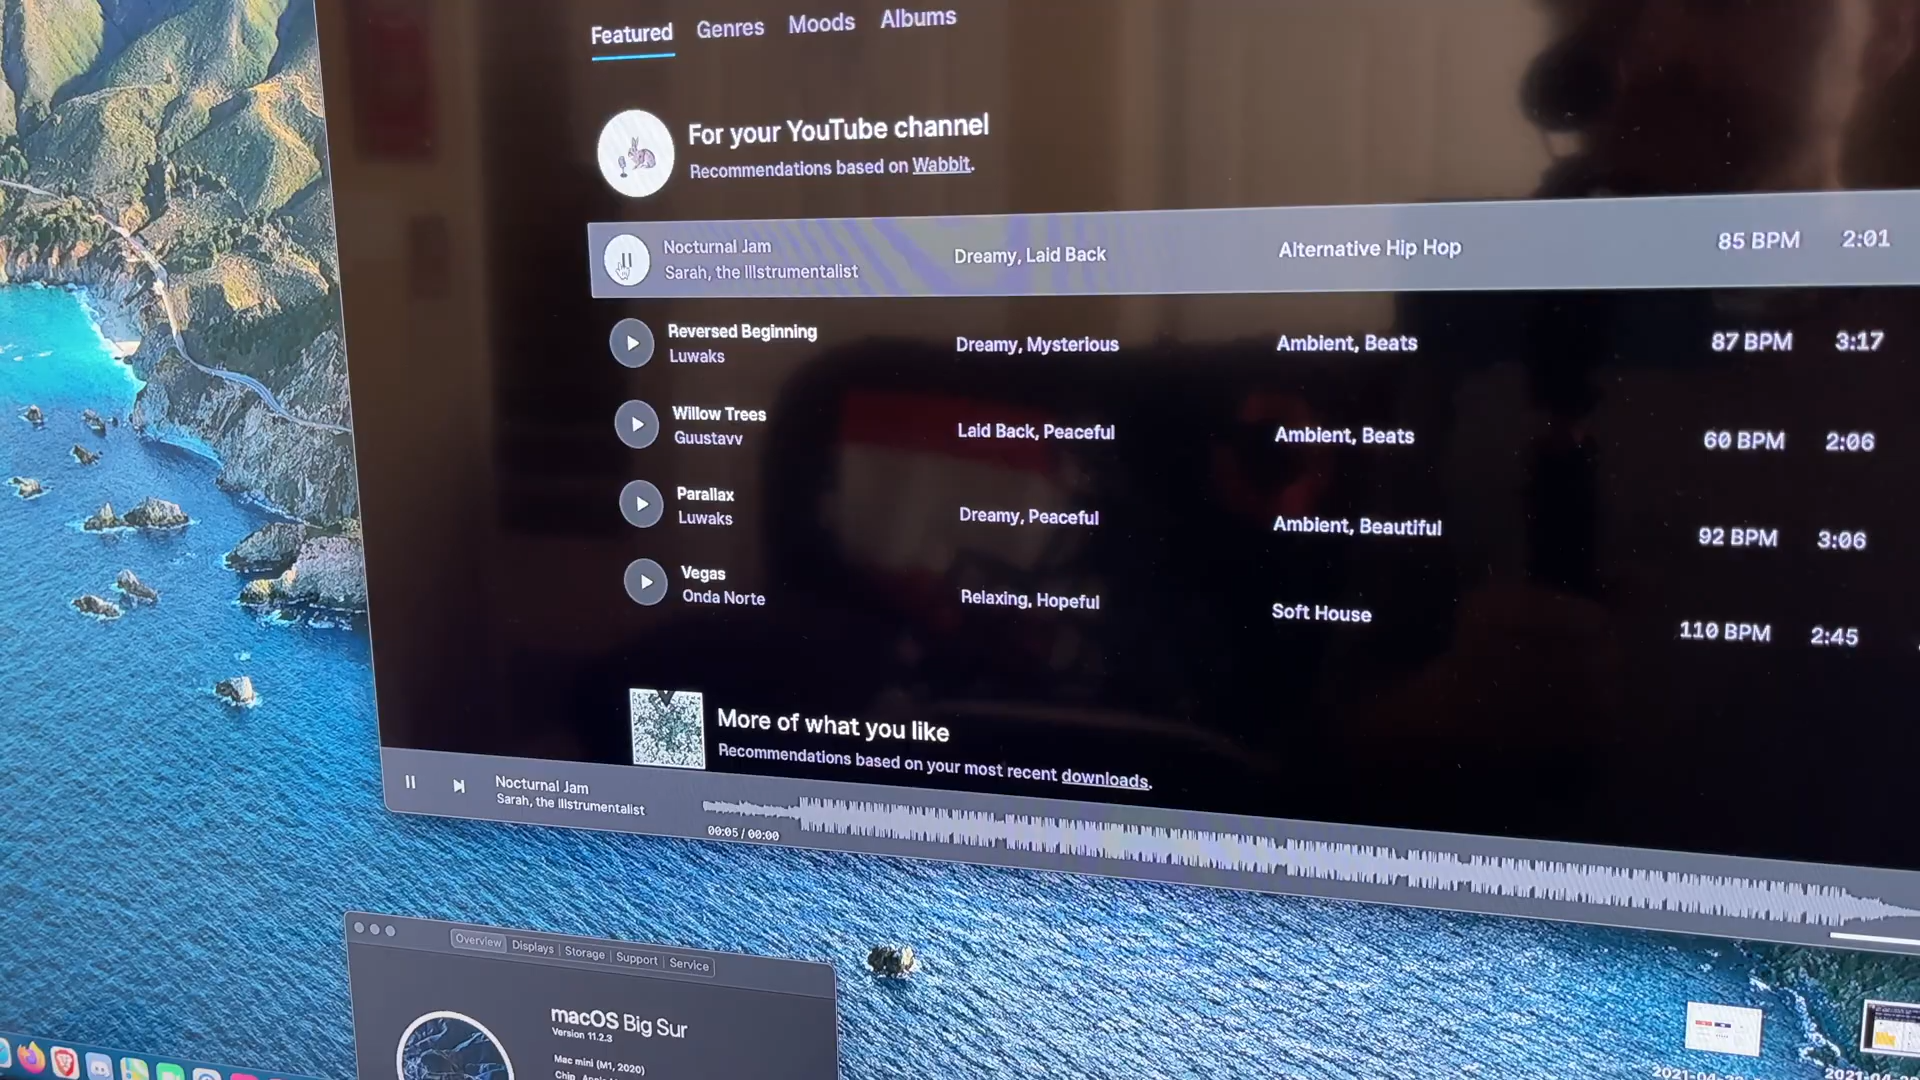 Featured Genres Moods Albums
For your YouTube channel
Recommendations based on Wabbit.
Nocturnal Jam
Sarah, the Illstrumentalist
Dreamy, Laid Back
Alternative Hip Hop
85 BPM 2:01
Reversed Beginning
Luwaks
Dreamy, Mysterious
Ambient, Beats
87 BPM 3:17
Willow Trees
Guustavv
Laid Back, Peaceful
Ambient, Beats
60 BPM 2:06
Parallax
Luwaks
Dreamy, Peaceful
Ambient, Beautiful
92 BPM 3:06
Vegas
Onda Norte
Relaxing, Hopeful
Soft House
110 BPM 2:45
More of what you like
Recommendations based on your most recent downloads.
Nocturnal Jam
Sarah, the Illstrumentalist
00:05 / 00:00
Overview Displays Storage Support Service
macOS Big Sur
Version 11.2.3
Mac mini (M1, 2020)
Chip